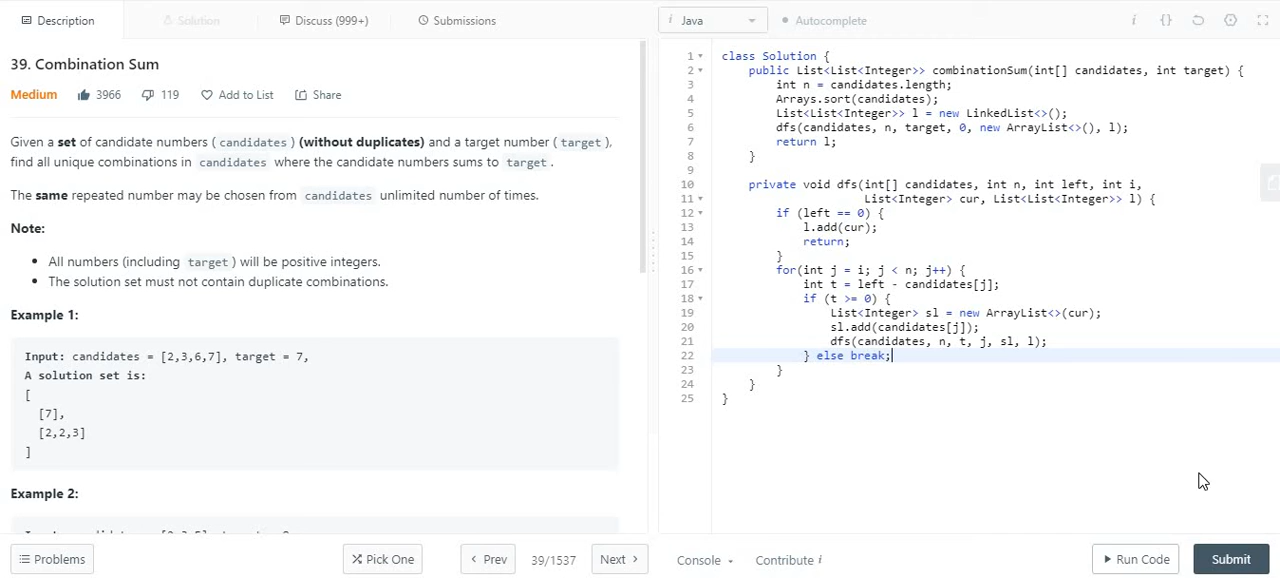 Description
Solution
Discuss (999+)
Submissions
39. Combination Sum
Medium
3966
119
Add to List
Share
Given a set of candidate numbers (candidates) (without duplicates) and a target number (target),
find all unique combinations in candidates where the candidate numbers sums to target.
The same repeated number may be chosen from candidates unlimited number of times.
Note:
• All numbers (including target) will be positive integers.
• The solution set must not contain duplicate combinations.
Example 1:
Input: candidates = [2,3,6,7], target = 7,
A solution set is:
[
  [7],
  [2,2,3]
]
Example 2:
Problems
Pick One
Prev
39/1537
Next
i Java
Autocomplete
i {}
1 class Solution {
2     public List<List<Integer>> combinationSum(int[] candidates, int target) {
3         int n = candidates.length;
4         Arrays.sort(candidates);
5         List<List<Integer>> l = new LinkedList<>();
6         dfs(candidates, n, target, 0, new ArrayList<>(), l);
7         return l;
8     }
9
10     private void dfs(int[] candidates, int n, int left, int i,
11                      List<Integer> cur, List<List<Integer>> l) {
12         if (left == 0) {
13             l.add(cur);
14             return;
15         }
16         for(int j = i; j < n; j++) {
17             int t = left - candidates[j];
18             if (t >= 0) {
19                 List<Integer> sl = new ArrayList<>(cur);
20                 sl.add(candidates[j]);
21                 dfs(candidates, n, t, j, sl, l);
22             } else break;
23         }
24     }
25 }
Console
Contribute i
Run Code
Submit